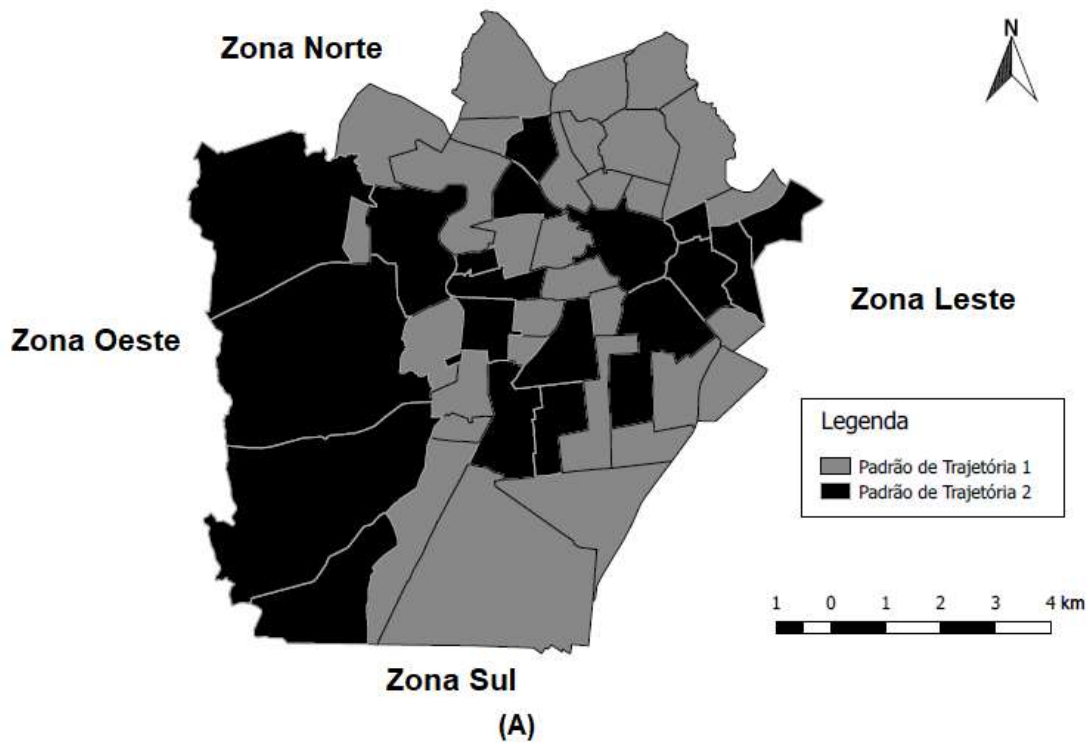 Zona Norte
N
Zona Leste
Zona Oeste
Legenda
Padrão de Trajetória 1
Padrão de Trajetória 2
1 0 1 2 3 4 km
Zona Sul
(A)